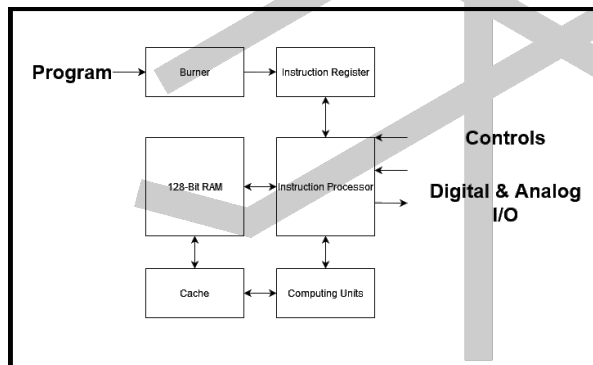 Program
Burner
Instruction Register
Controls
128-Bit RAM
Instruction Processor
Digital & Analog
I/O
Cache
Computing Units